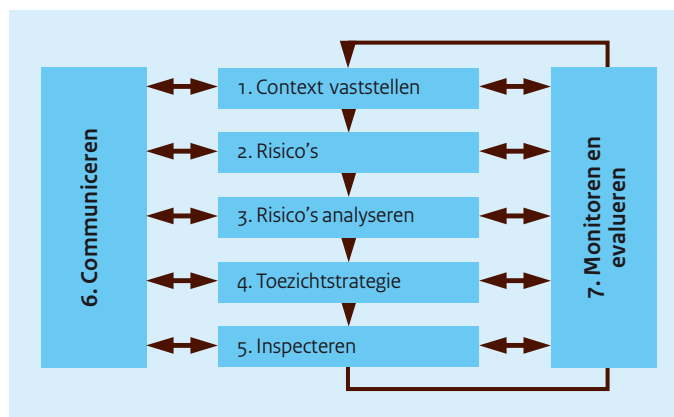 1. Context vaststellen
2. Risico's
3. Risico's analyseren
4. Toezichtstrategie
5. Inspecteren
6. Communiceren
7. Monitoren en
evalueren